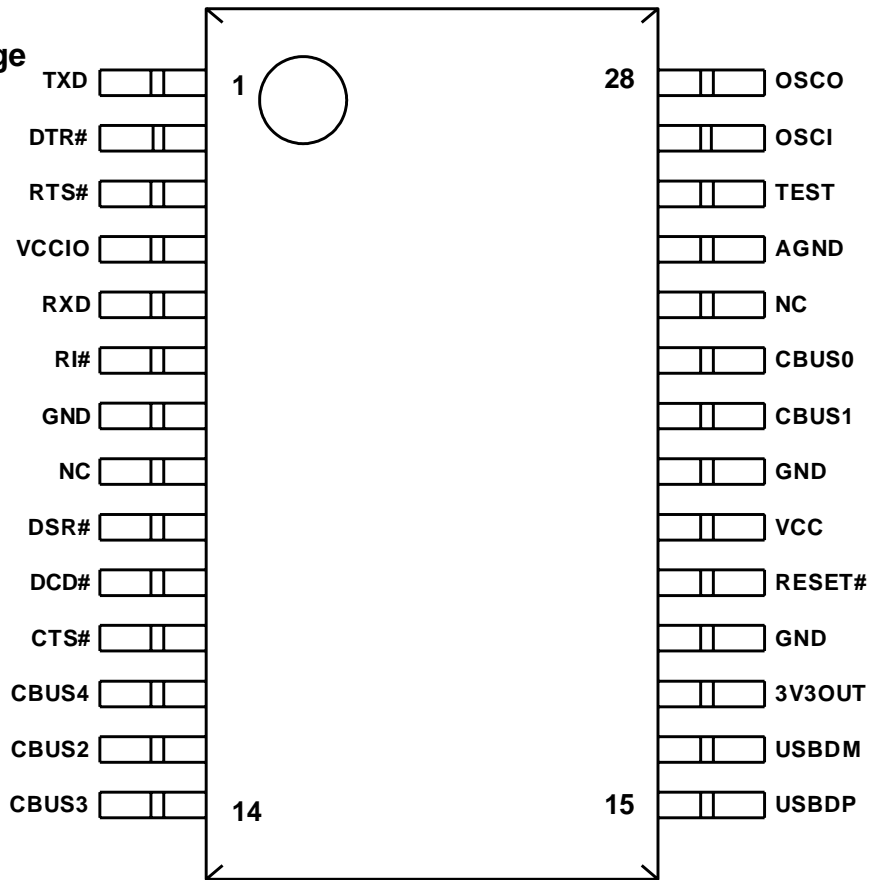 ge
TXD 1 28 OSCO
DTR# OSCI
RTS# TEST
VCCIO AGND
RXD NC
RI# CBUS0
GND CBUS1
NC GND
DSR# VCC
DCD# RESET#
CTS# GND
CBUS4 3V3OUT
CBUS2 USBDM
CBUS3 14 15 USBDP